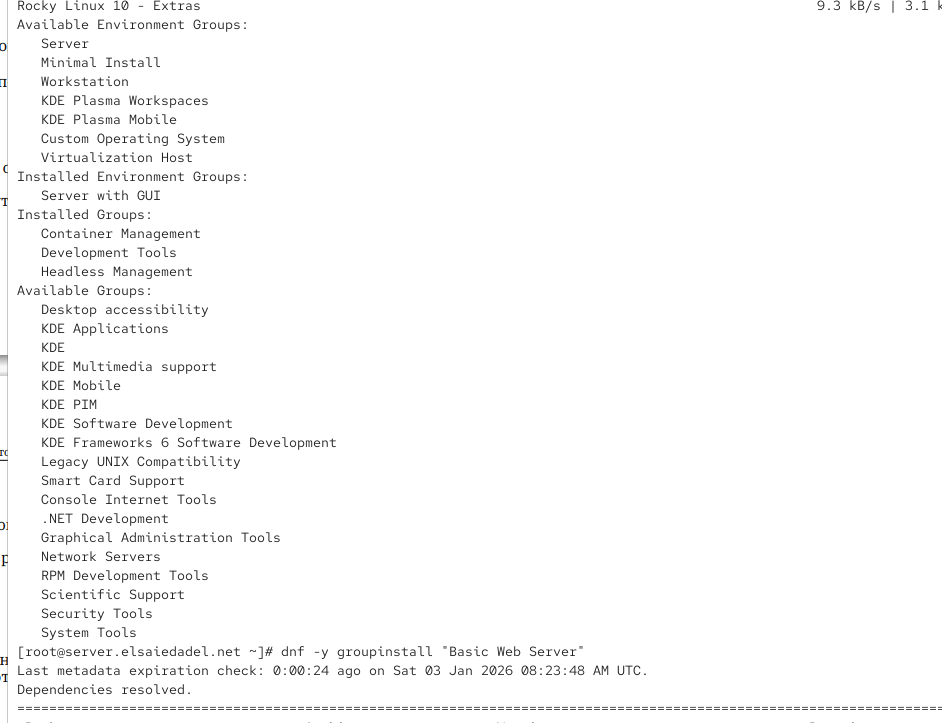 Rocky Linux 10 - Extras 9.3 kB/s | 3.1 k
Available Environment Groups:
Server
Minimal Install
Workstation
KDE Plasma Workspaces
KDE Plasma Mobile
Custom Operating System
Virtualization Host
Installed Environment Groups:
Server with GUI
Installed Groups:
Container Management
Development Tools
Headless Management
Available Groups:
Desktop accessibility
KDE Applications
KDE
KDE Multimedia support
KDE Mobile
KDE PIM
KDE Software Development
KDE Frameworks 6 Software Development
Legacy UNIX Compatibility
Smart Card Support
Console Internet Tools
.NET Development
Graphical Administration Tools
Network Servers
RPM Development Tools
Scientific Support
Security Tools
System Tools
[root@server.elsaiedadel.net ~]# dnf -y groupinstall "Basic Web Server"
Last metadata expiration check: 0:00:24 ago on Sat 03 Jan 2026 08:23:48 AM UTC.
Dependencies resolved.